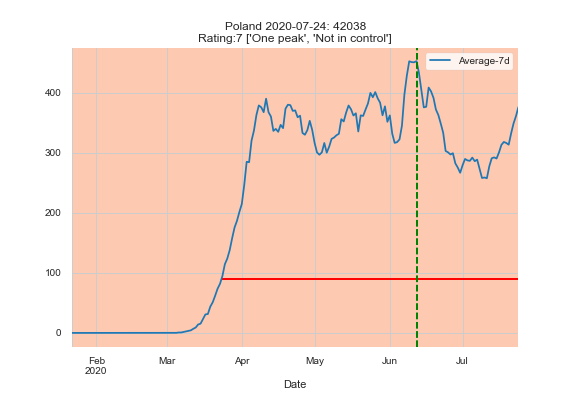 Poland 2020-07-24: 42038
Rating:7 ['One peak', 'Not in control']
Average-7d
400
300
200
100
0
Feb
2020
Mar
Apr
May
Jun
Jul
Date